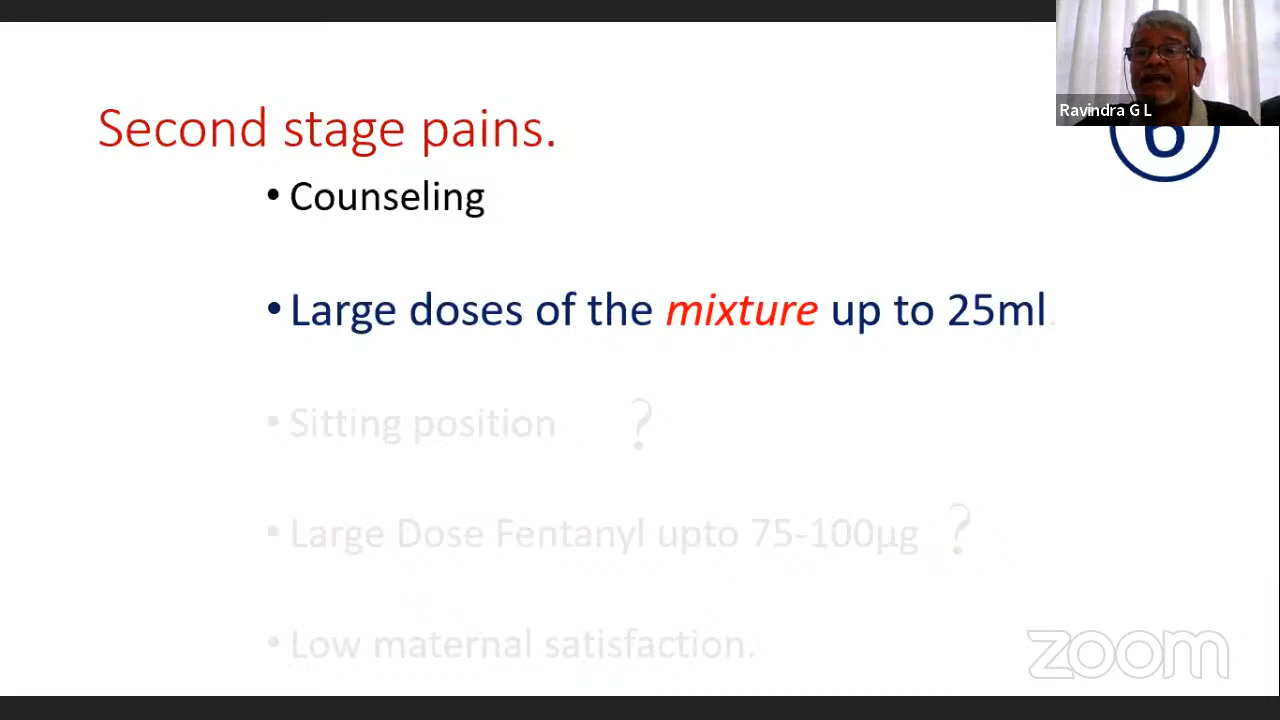 Ravindra G L
6
Second stage pains.
• Counseling
• Large doses of the mixture up to 25ml.
• Sitting position ?
• Large Dose Fentanyl upto 75-100µg ?
• Low maternal satisfaction.
zoom